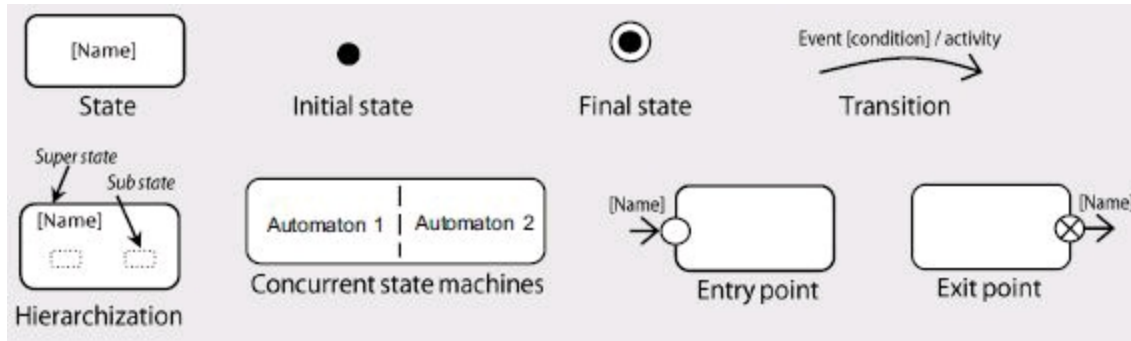 [Name]
State
Initial state
Final state
Event [condition] / activity
Transition
Super state
Sub state
[Name]
Hierarchization
Automaton 1
Automaton 2
Concurrent state machines
[Name]
Entry point
[Name]
Exit point